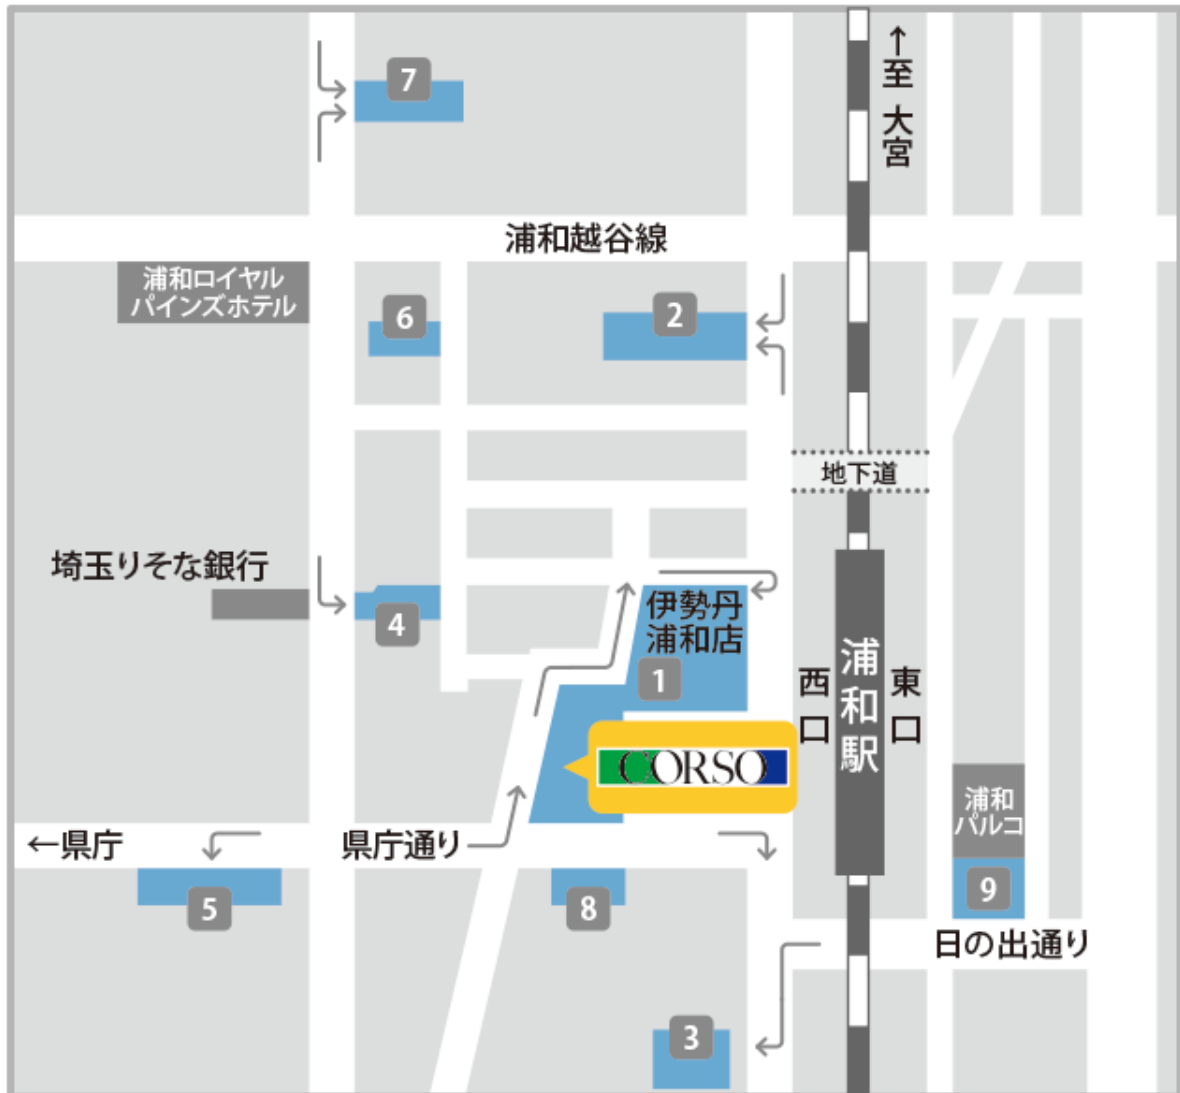 ↑至 大宮
7
浦和越谷線
浦和ロイヤル
パインズホテル
6
2
地下道
埼玉りそな銀行
4
伊勢丹
浦和店
1
西口
浦和駅
東口
CORSO
浦和
パルコ
←県庁
県庁通り
5
8
9
日の出通り
3